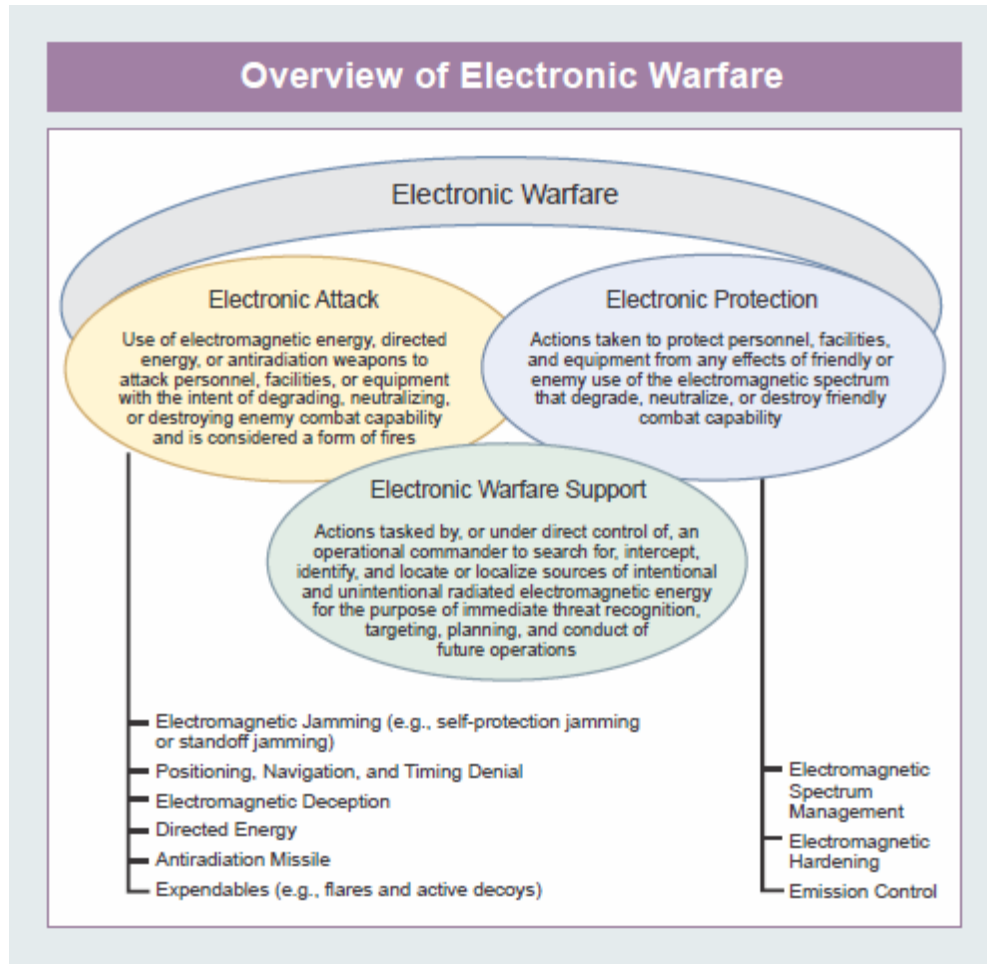 Overview of Electronic Warfare
Electronic Warfare
Electronic Attack
Use of electromagnetic energy, directed
energy, or antiradiation weapons to
attack personnel, facilities, or equipment
with the intent of degrading, neutralizing,
or destroying enemy combat capability
and is considered a form of fires
Electronic Protection
Actions taken to protect personnel, facilities,
and equipment from any effects of friendly or
enemy use of the electromagnetic spectrum
that degrade, neutralize, or destroy friendly
combat capability
Electronic Warfare Support
Actions tasked by, or under direct control of, an
operational commander to search for, intercept,
identify, and locate or localize sources of intentional
and unintentional radiated electromagnetic energy
for the purpose of immediate threat recognition,
targeting, planning, and conduct of
future operations
Electromagnetic Jamming (e.g., self-protection jamming
or standoff jamming)
Positioning, Navigation, and Timing Denial
Electromagnetic Deception
Directed Energy
Antiradiation Missile
Expendables (e.g., flares and active decoys)
Electromagnetic
Spectrum
Management
Electromagnetic
Hardening
Emission Control